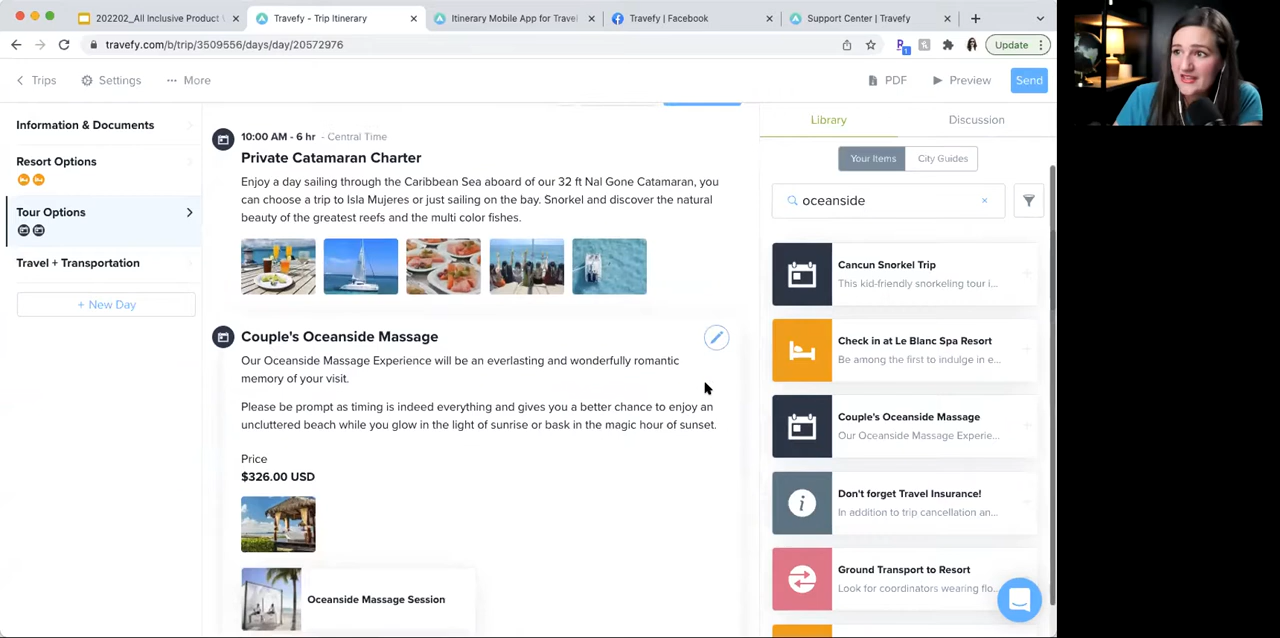 202202_All Inclusive Product
Travefy - Trip Itinerary
Itinerary Mobile App for Travel
Travefy | Facebook
Support Center | Travefy
travefy.com/b/trip/3509556/days/day/20572976
1
Update
Trips
Settings
More
PDF
Preview
Send
Information & Documents
Resort Options
Tour Options
Travel + Transportation
+ New Day
10:00 AM - 6 hr - Central Time
Private Catamaran Charter
Enjoy a day sailing through the Caribbean Sea aboard of our 32 ft Nal Gone Catamaran, you
can choose a trip to Isla Mujeres or just sailing on the bay. Snorkel and discover the natural
beauty of the greatest reefs and the multi color fishes.
Couple's Oceanside Massage
Our Oceanside Massage Experience will be an everlasting and wonderfully romantic
memory of your visit.
Please be prompt as timing is indeed everything and gives you a better chance to enjoy an
uncluttered beach while you glow in the light of sunrise or bask in the magic hour of sunset.
Price
$326.00 USD
Oceanside Massage Session
Library
Discussion
Your Items
City Guides
oceanside
Cancun Snorkel Trip
This kid-friendly snorkeling tour i...
Check in at Le Blanc Spa Resort
Be among the first to indulge in e...
Couple's Oceanside Massage
Our Oceanside Massage Experie...
Don't forget Travel Insurance!
In addition to trip cancellation an...
Ground Transport to Resort
Look for coordinators wearing flo...